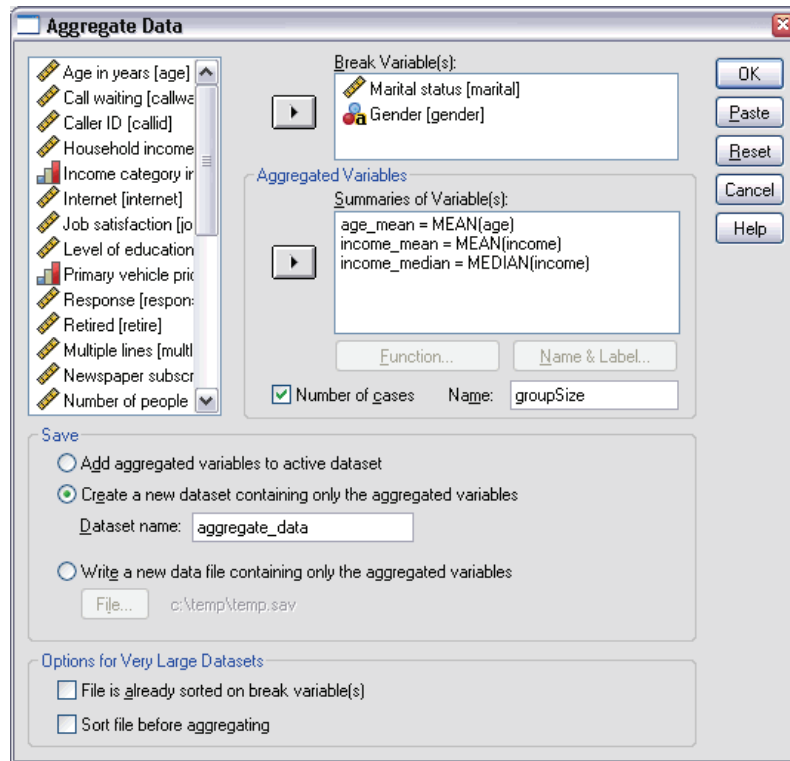 Aggregate Data
Age in years [age]
Call waiting [callwa
Caller ID [callid]
Household income
Income category ir
Internet [internet]
Job satisfaction [jo
Level of education
Primary vehicle pric
Response [respon:
Retired [retire]
Multiple lines [multl
Newspaper subscr
Number of people
Break Variable(s):
Marital status [marital]
a Gender [gender]
Aggregated Variables
Summaries of Variable(s):
age_mean = MEAN(age)
income_mean = MEAN(income)
income_median = MEDIAN(income)
Function...
Name & Label...
Number of cases
Name:
groupSize
OK
Paste
Reset
Cancel
Help
Save
Add aggregated variables to active dataset
Create a new dataset containing only the aggregated variables
Dataset name:
aggregate_data
Write a new data file containing only the aggregated variables
File...
c:\temp\temp.sav
Options for Very Large Datasets
File is already sorted on break variable(s)
Sort file before aggregating